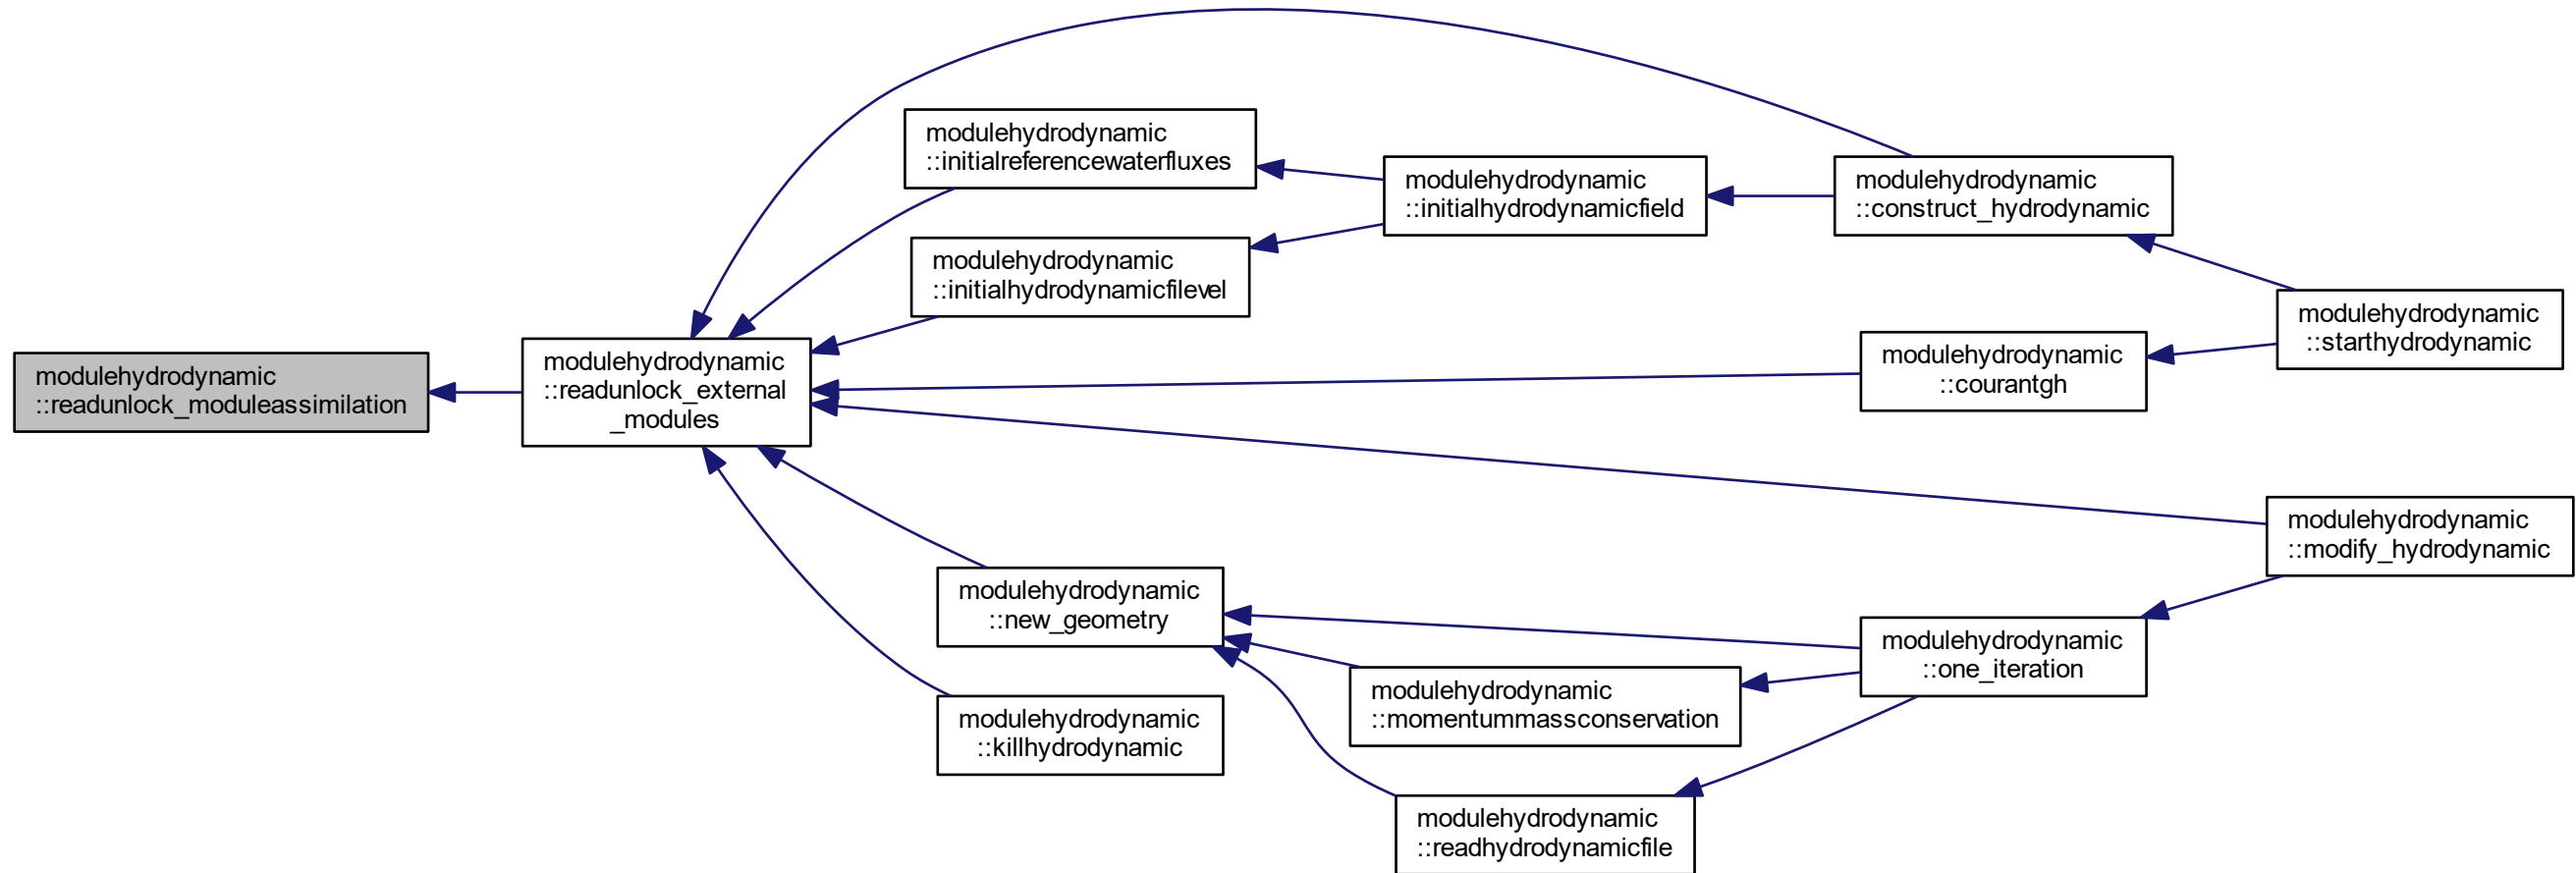 modulehydrodynamic
::readunlock_moduleassimilation
modulehydrodynamic
::readunlock_external
_modules
modulehydrodynamic
::initialreferencewaterfluxes
modulehydrodynamic
::initialhydrodynamicfilevel
modulehydrodynamic
::initialhydrodynamicfield
modulehydrodynamic
::construct_hydrodynamic
modulehydrodynamic
::starthydrodynamic
modulehydrodynamic
::courantgh
modulehydrodynamic
::modify_hydrodynamic
modulehydrodynamic
::new_geometry
modulehydrodynamic
::one_iteration
modulehydrodynamic
::momentummassconservation
modulehydrodynamic
::killhydrodynamic
modulehydrodynamic
::readhydrodynamicfile